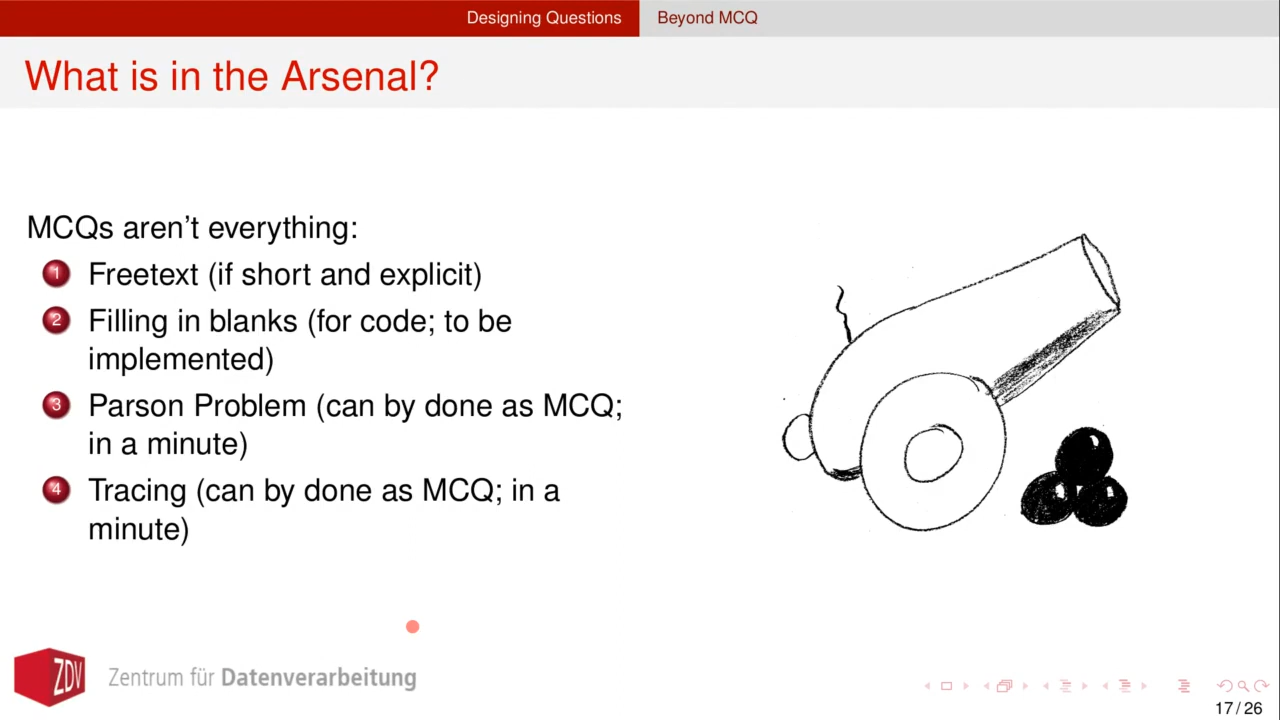 Designing Questions
Beyond MCQ
What is in the Arsenal?
MCQs aren't everything:
1 Freetext (if short and explicit)
2 Filling in blanks (for code; to be
implemented)
3 Parson Problem (can by done as MCQ;
in a minute)
4 Tracing (can by done as MCQ; in a
minute)
ZDV
Zentrum für Datenverarbeitung
17 / 26